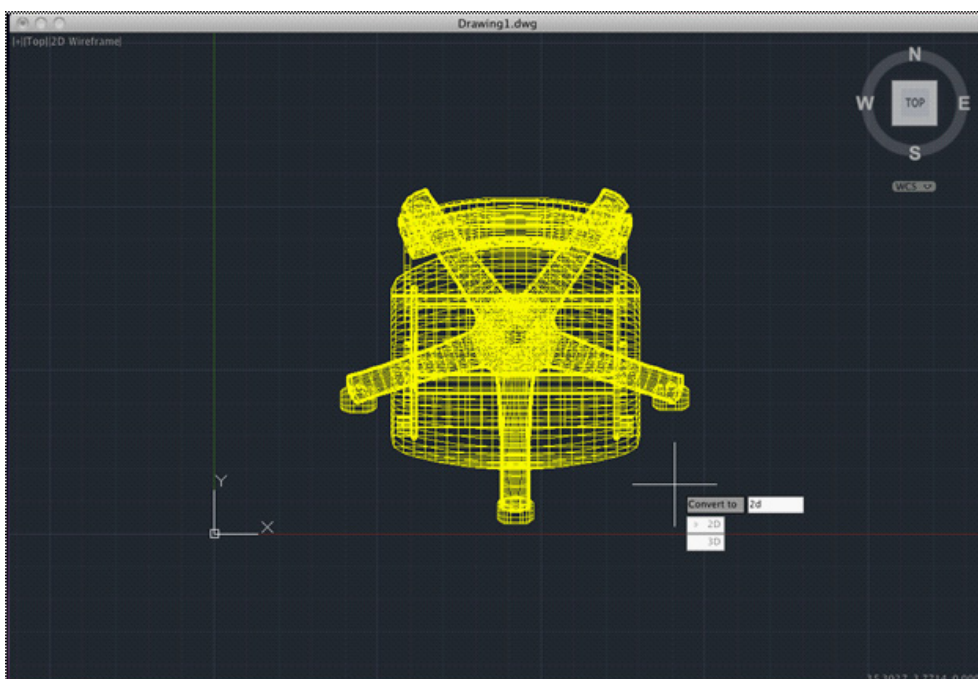 Drawing1.dwg
[+][Top][2D Wireframe]
N
W
TOP
E
S
WCS
Y
X
Convert to 2d
2D
3D